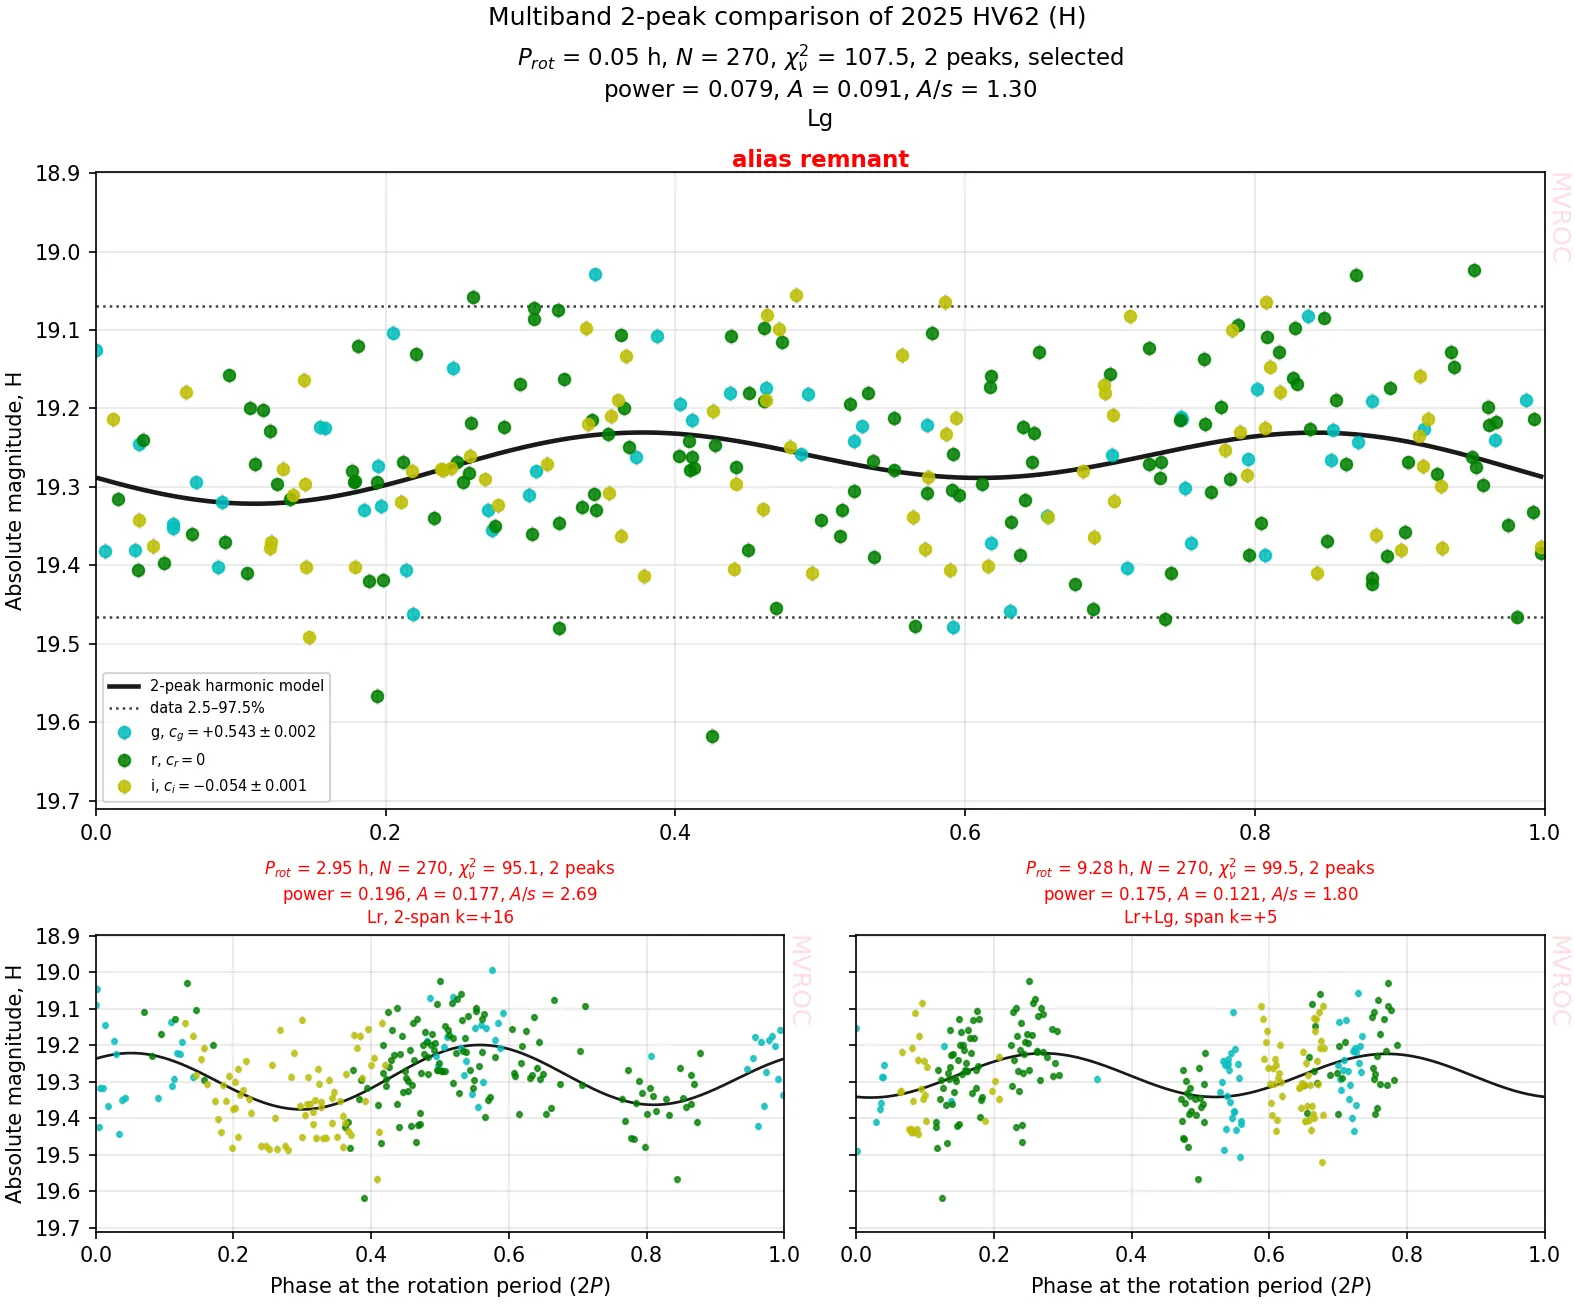 Multiband 2-peak comparison of 2025 HV62 (H)
P_rot = 0.05 h, N = 270, χ²_ν = 107.5, 2 peaks, selected
power = 0.079, A = 0.091, A/s = 1.30
Lg
alias remnant
MVROC
Absolute magnitude, H
18.9
19.0
19.1
19.2
19.3
19.4
19.5
19.6
19.7
2-peak harmonic model
data 2.5–97.5%
g, c_g = +0.543 ± 0.002
r, c_r = 0
i, c_i = −0.054 ± 0.001
0.0 0.2 0.4 0.6 0.8 1.0
P_rot = 2.95 h, N = 270, χ²_ν = 95.1, 2 peaks
power = 0.196, A = 0.177, A/s = 2.69
Lr, 2-span k=+16
MVROC
Absolute magnitude, H
18.9
19.0
19.1
19.2
19.3
19.4
19.5
19.6
19.7
0.0 0.2 0.4 0.6 0.8 1.0
Phase at the rotation period (2P)
P_rot = 9.28 h, N = 270, χ²_ν = 99.5, 2 peaks
power = 0.175, A = 0.121, A/s = 1.80
Lr+Lg, span k=+5
MVROC
0.0 0.2 0.4 0.6 0.8 1.0
Phase at the rotation period (2P)